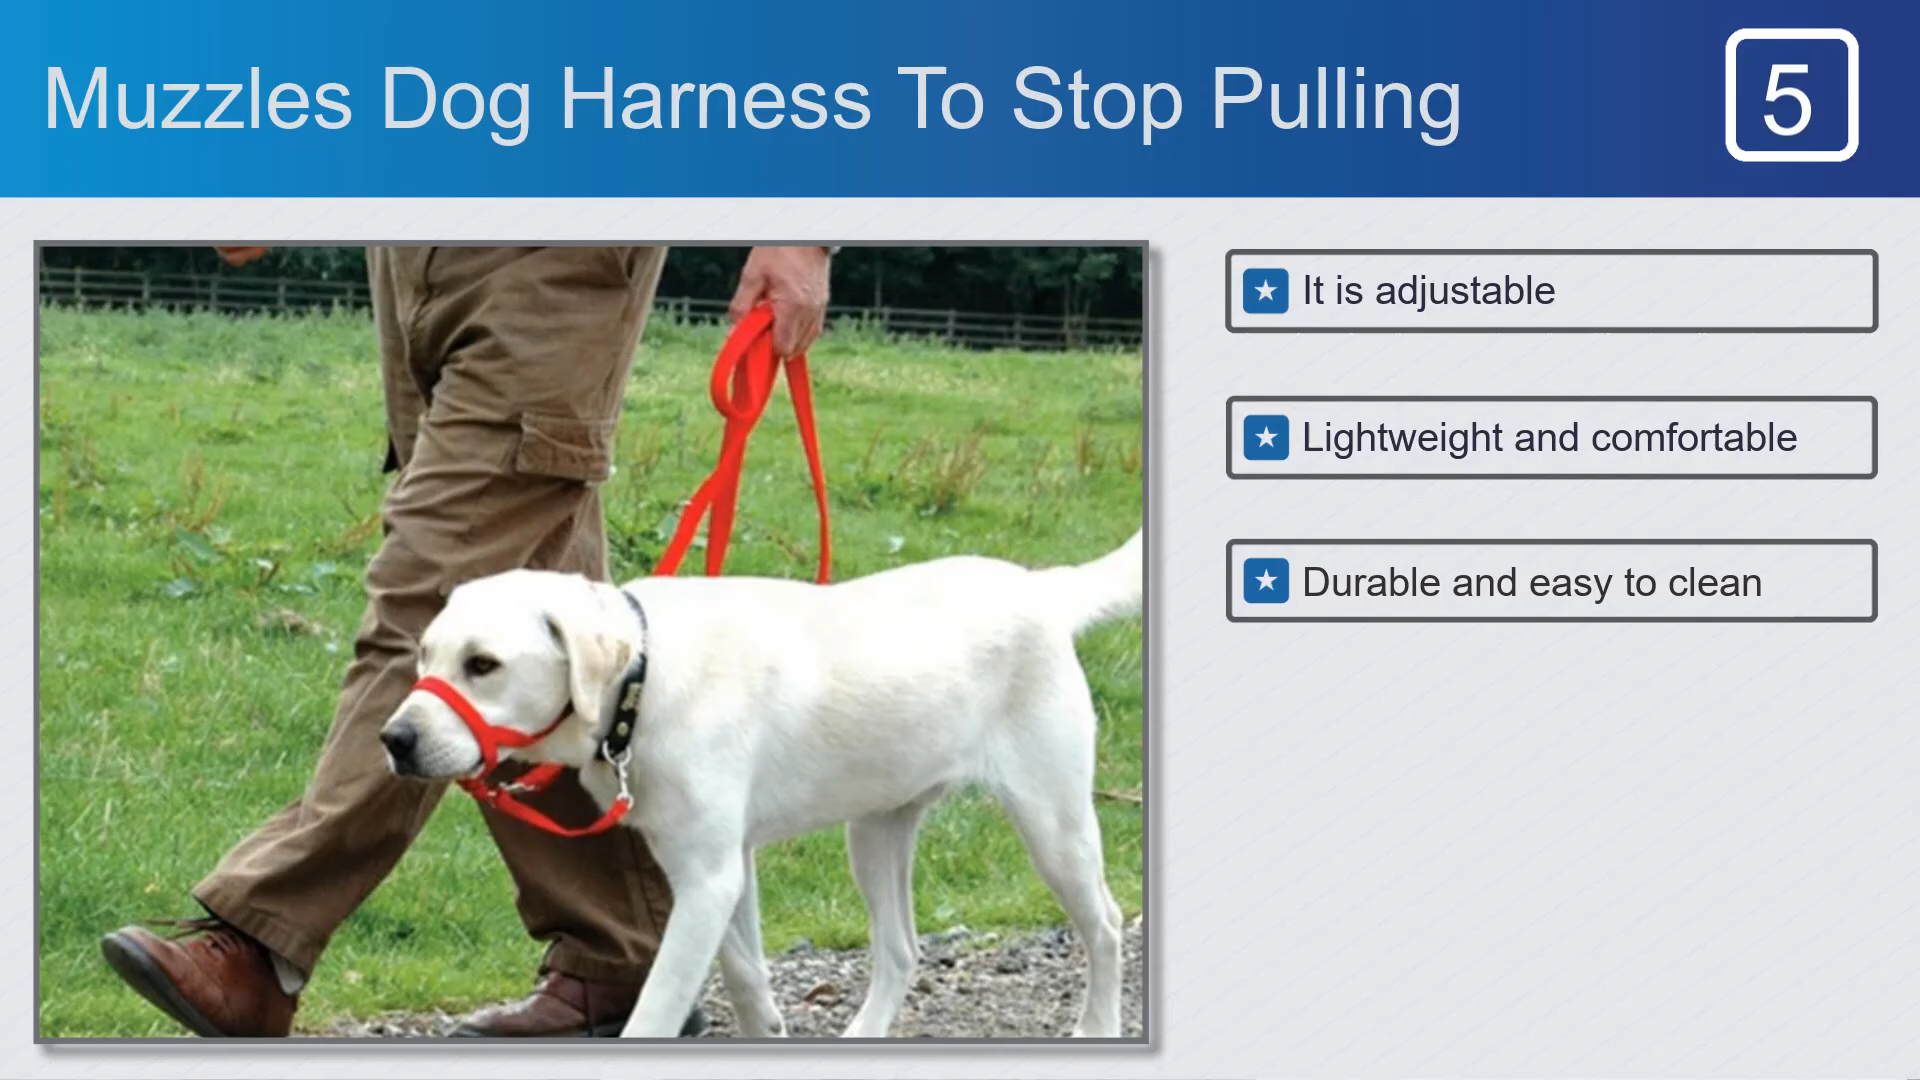 Muzzles Dog Harness To Stop Pulling
5
It is adjustable
Lightweight and comfortable
Durable and easy to clean